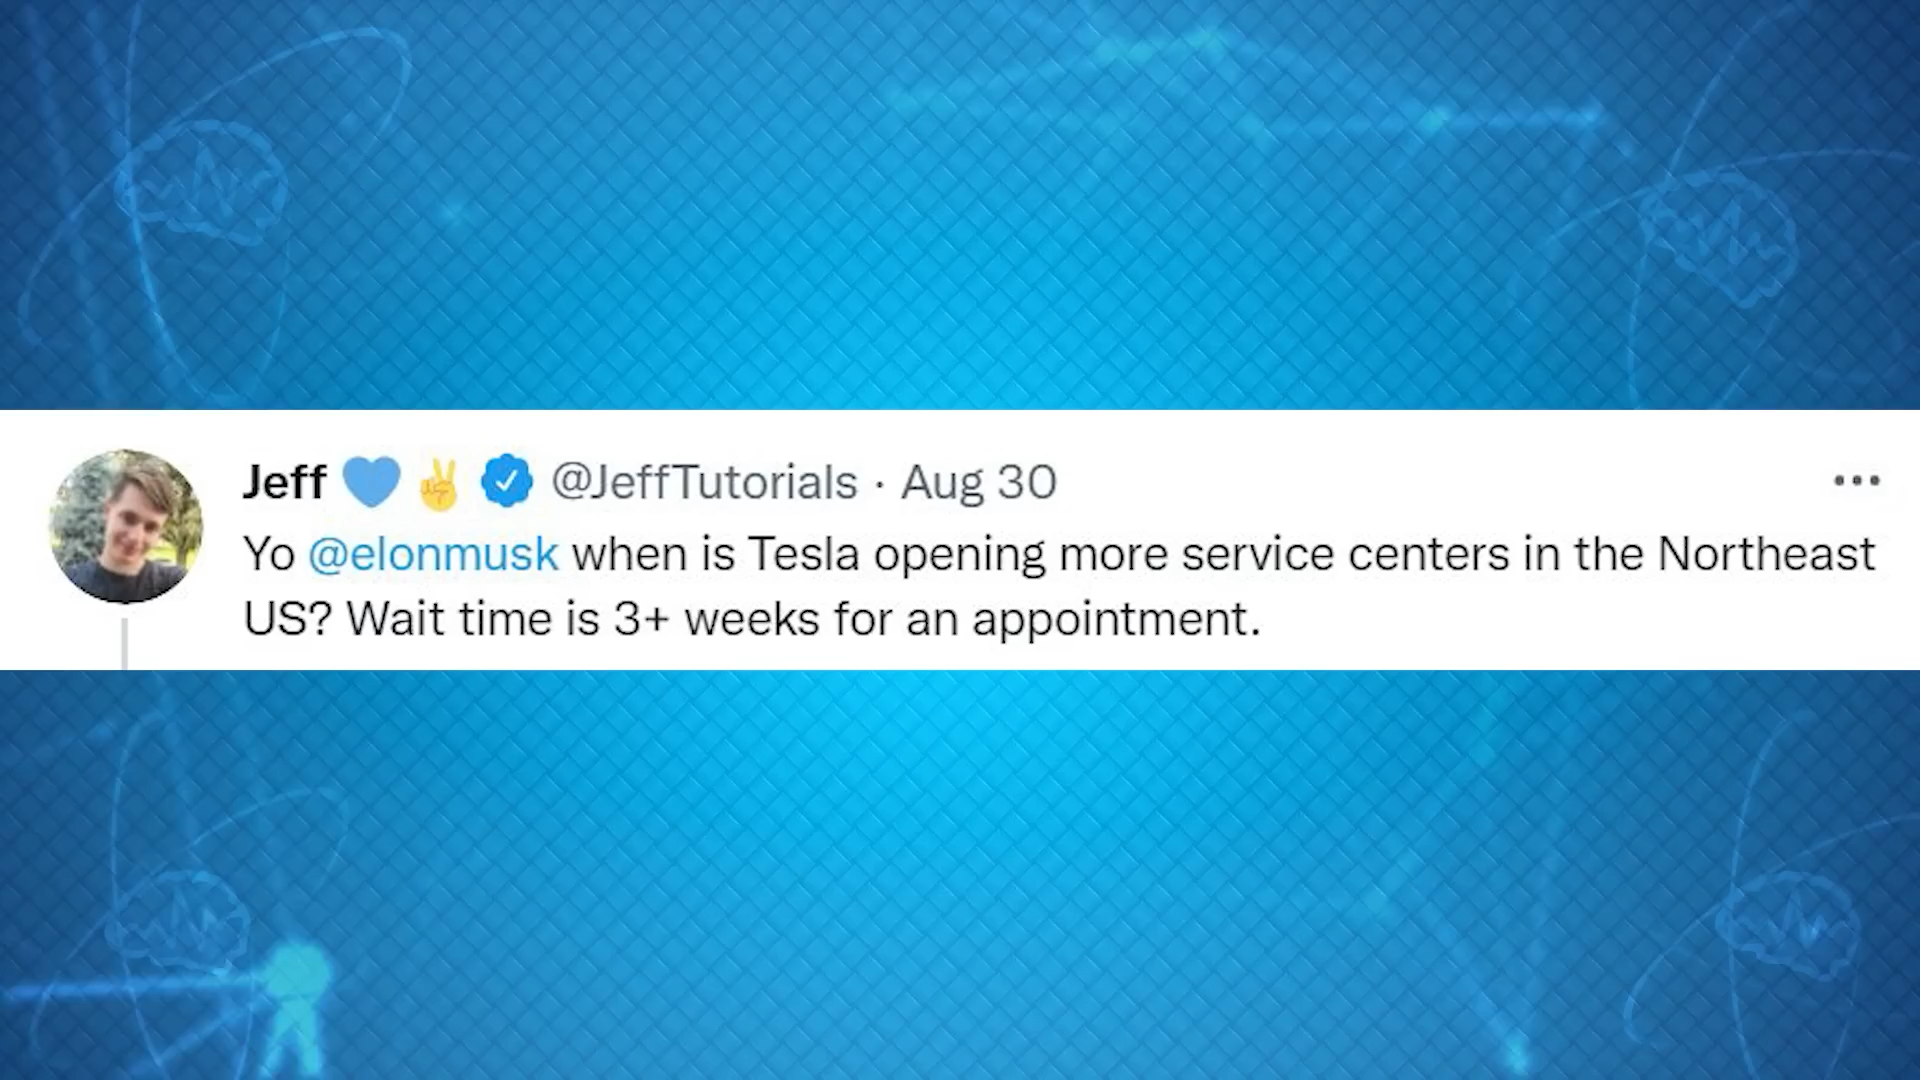 Jeff 💙 ✌️ @JeffTutorials · Aug 30
Yo @elonmusk when is Tesla opening more service centers in the Northeast
US? Wait time is 3+ weeks for an appointment.